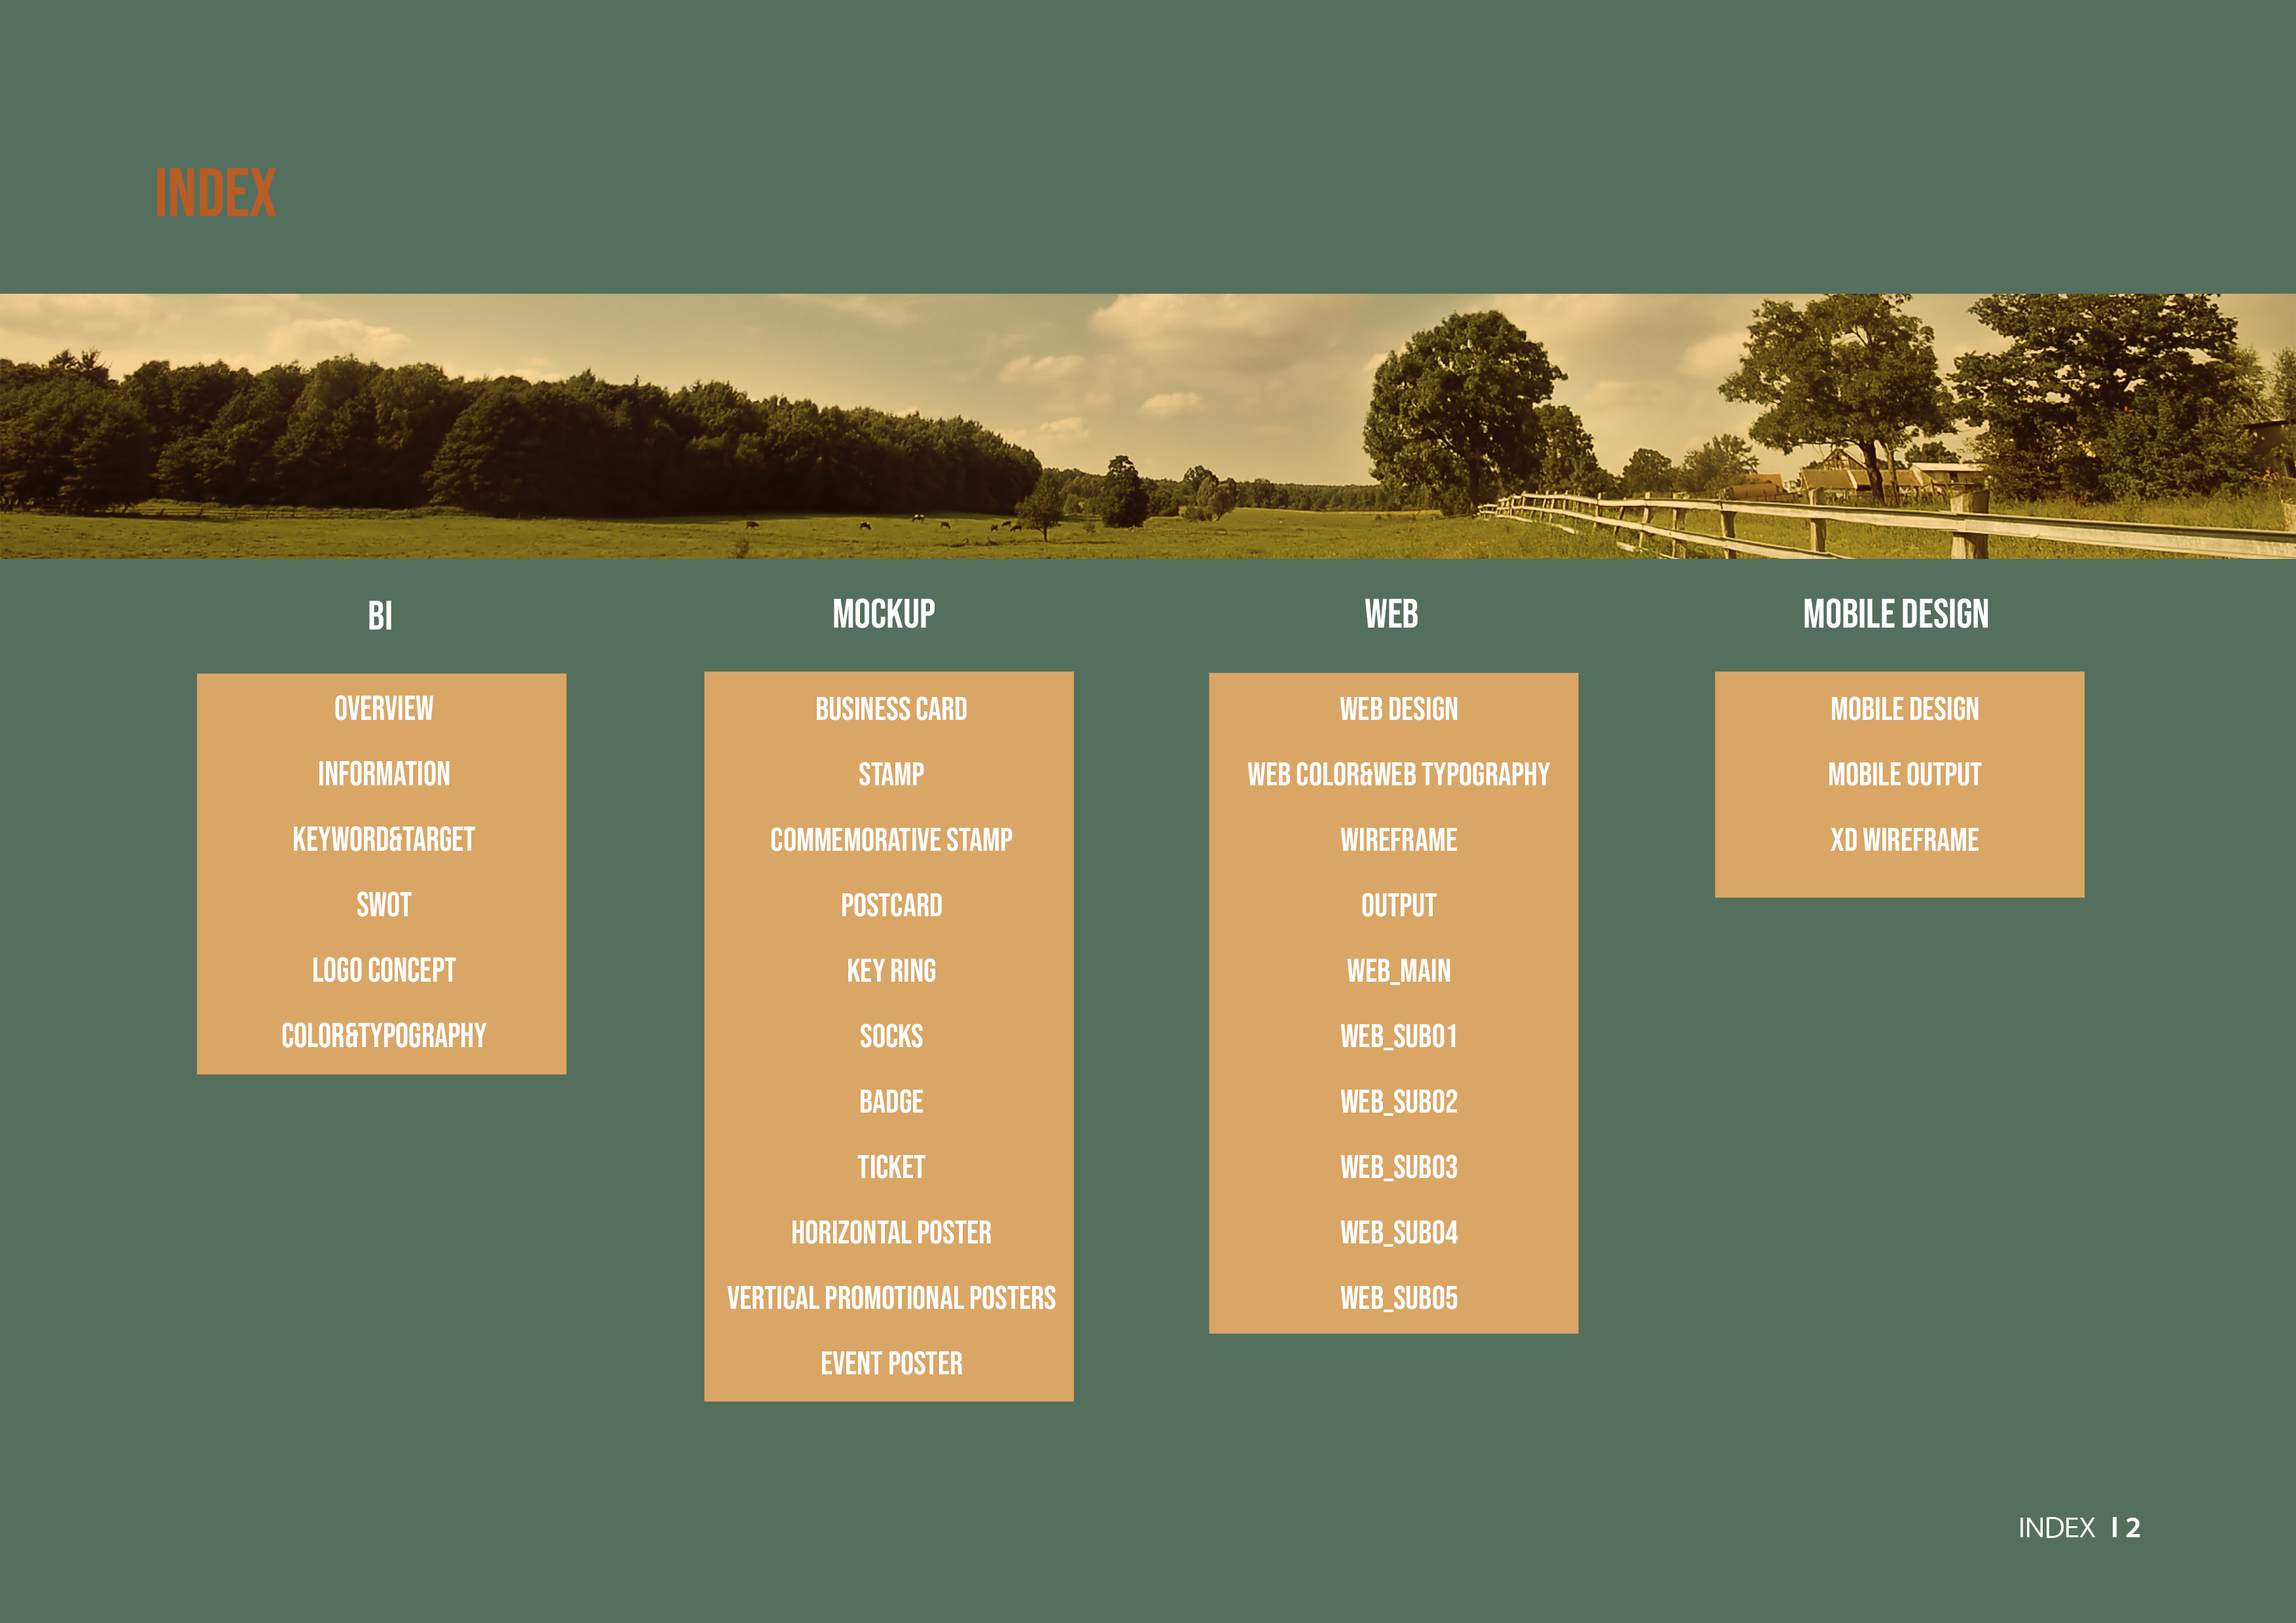 INDEX
BI
OVERVIEW
INFORMATION
KEYWORD&TARGET
SWOT
LOGO CONCEPT
COLOR&TYPOGRAPHY
MOCKUP
BUSINESS CARD
STAMP
COMMEMORATIVE STAMP
POSTCARD
KEY RING
SOCKS
BADGE
TICKET
HORIZONTAL POSTER
VERTICAL PROMOTIONAL POSTERS
EVENT POSTER
WEB
WEB DESIGN
WEB COLOR&WEB TYPOGRAPHY
WIREFRAME
OUTPUT
WEB_MAIN
WEB_SUB01
WEB_SUB02
WEB_SUB03
WEB_SUB04
WEB_SUB05
MOBILE DESIGN
MOBILE DESIGN
MOBILE OUTPUT
XD WIREFRAME
INDEX l 2